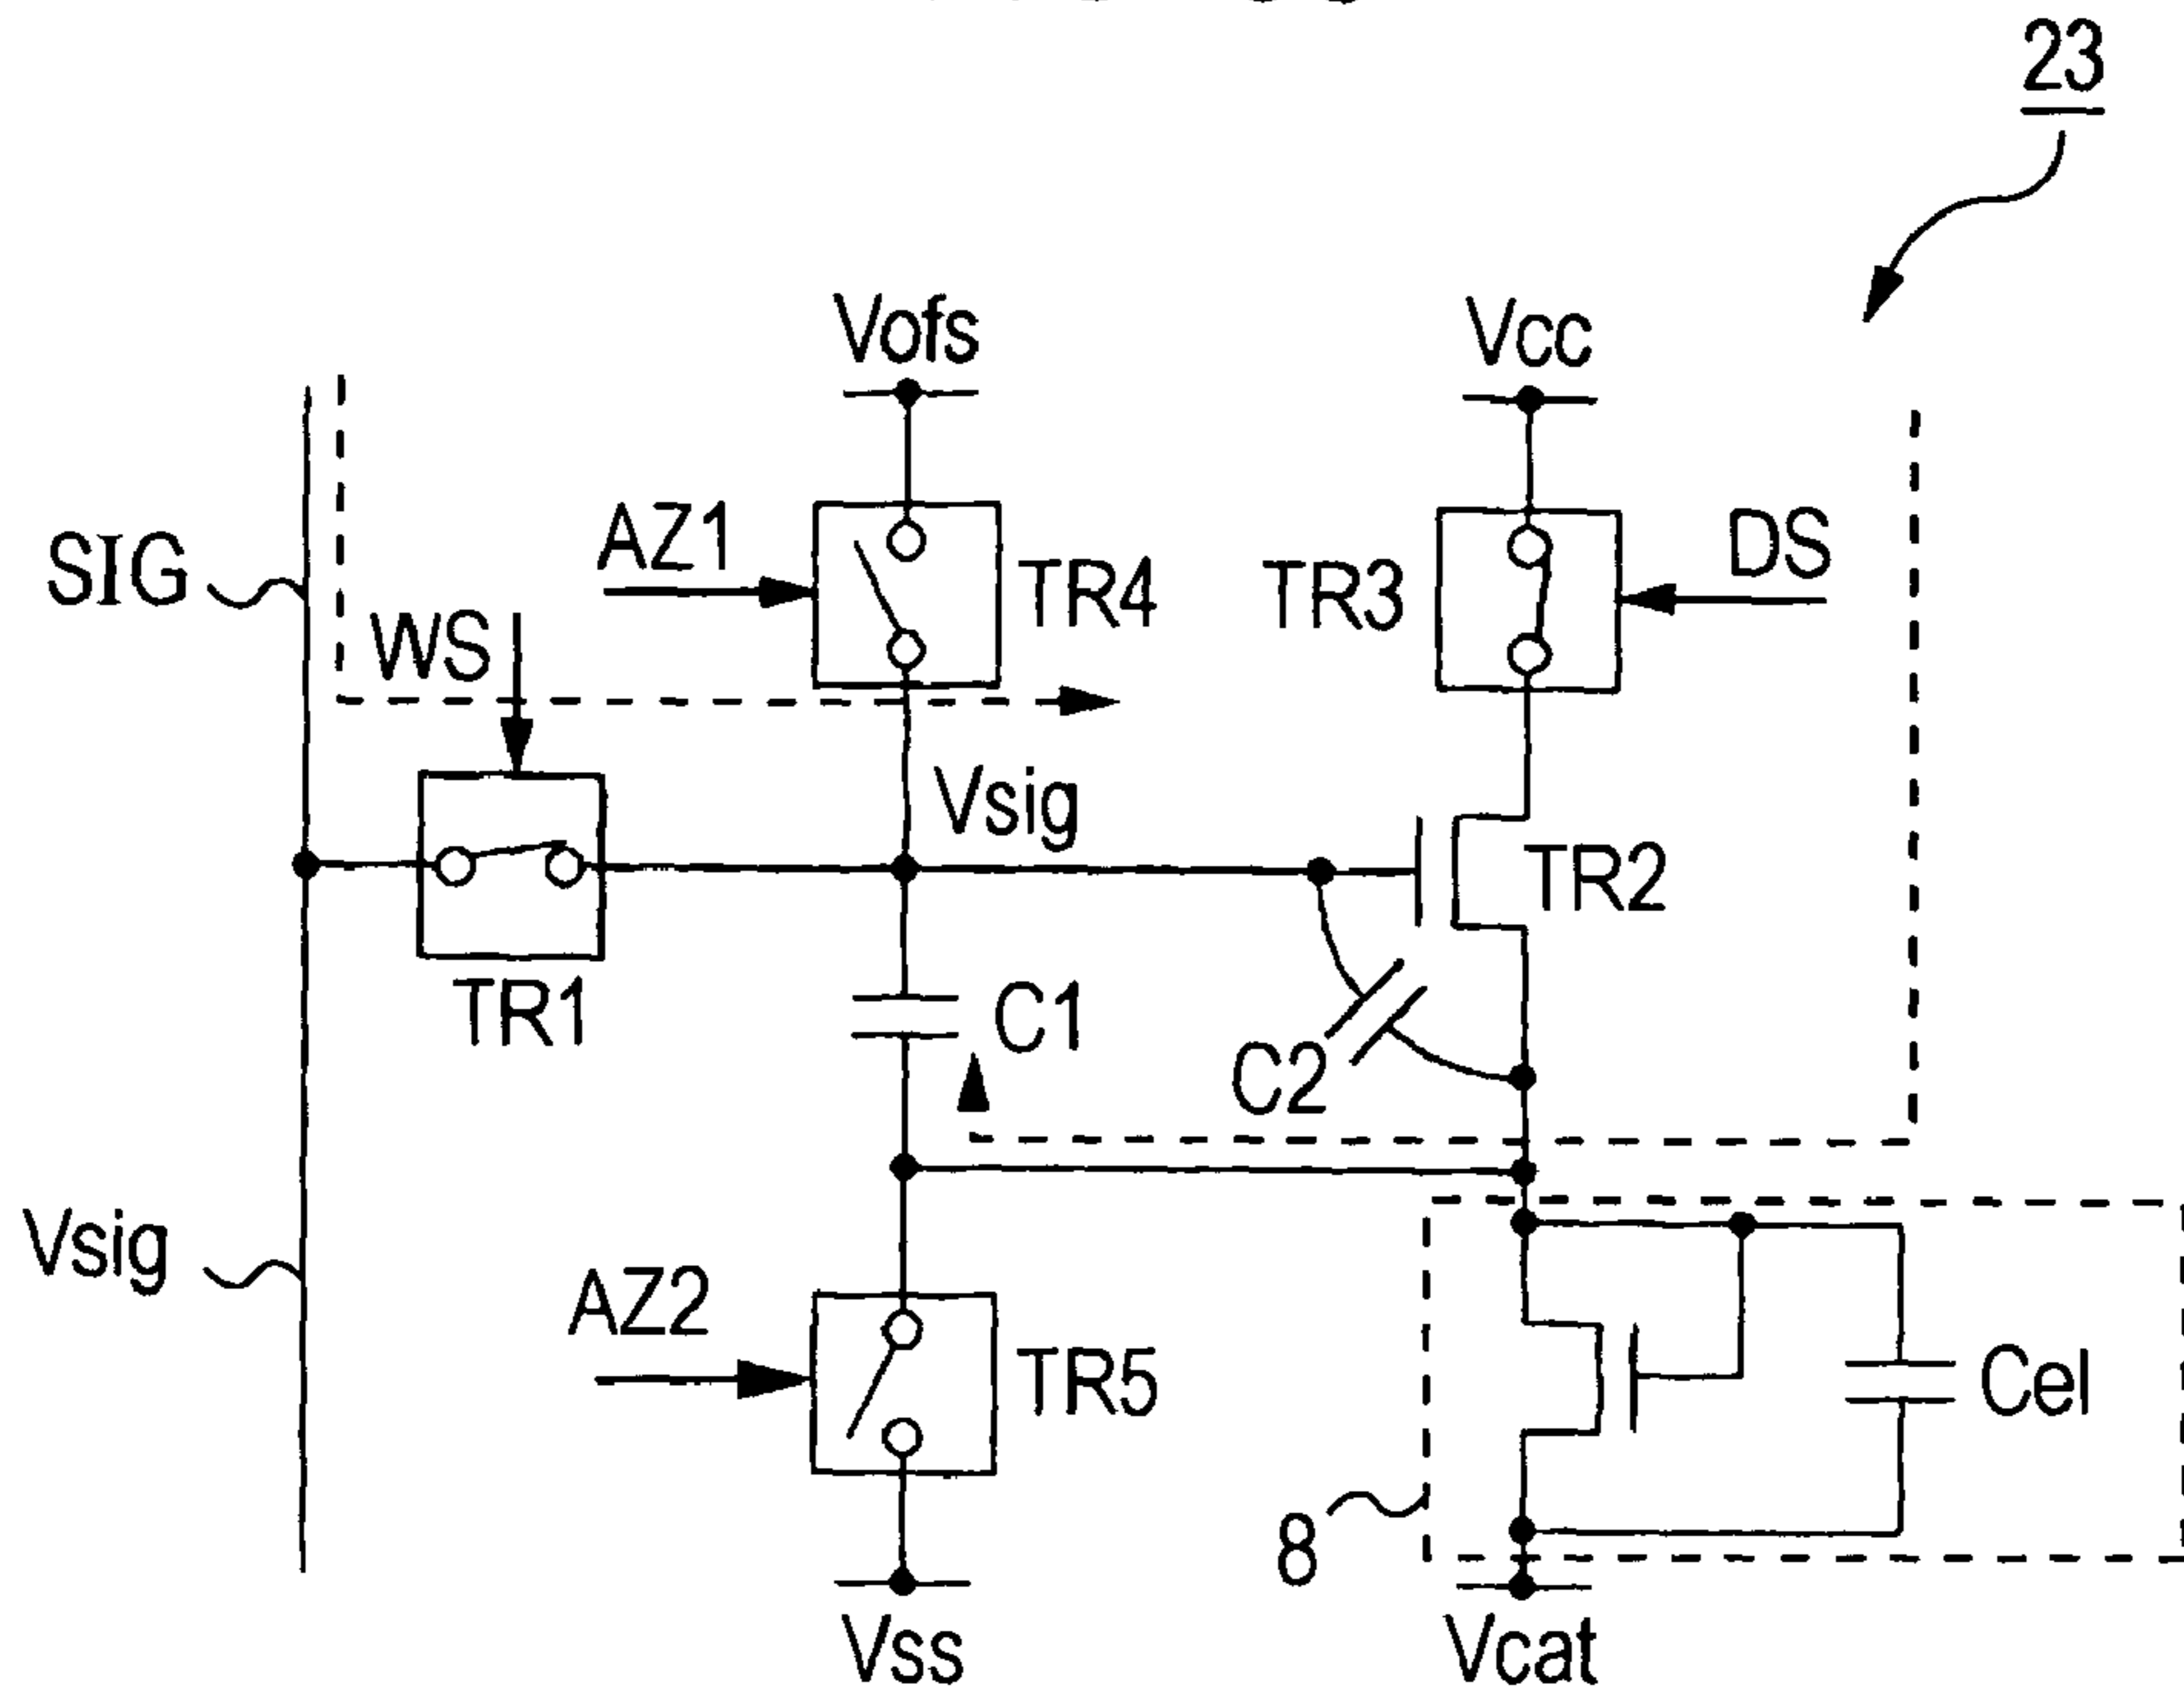 23
Vofs
Vcc
SIG
AZ1
TR4
TR3
DS
WS
Vsig
TR2
TR1
C1
C2
Vsig
AZ2
TR5
Cel
8
Vss
Vcat